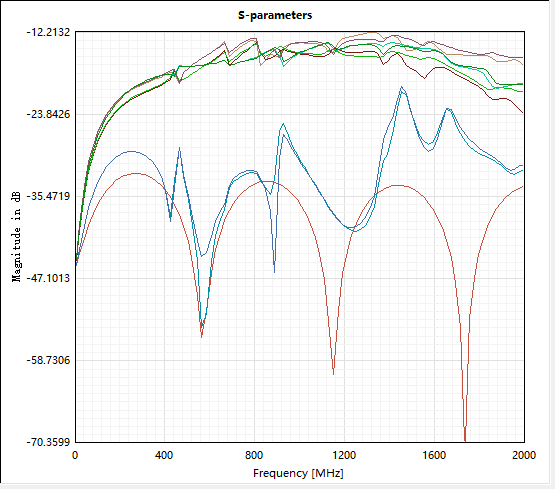 S-parameters
-12.2132
-23.8426
-35.4719
-47.1013
-58.7306
-70.3599
Magnitude in dB
0 400 800 1200 1600 2000
Frequency [MHz]